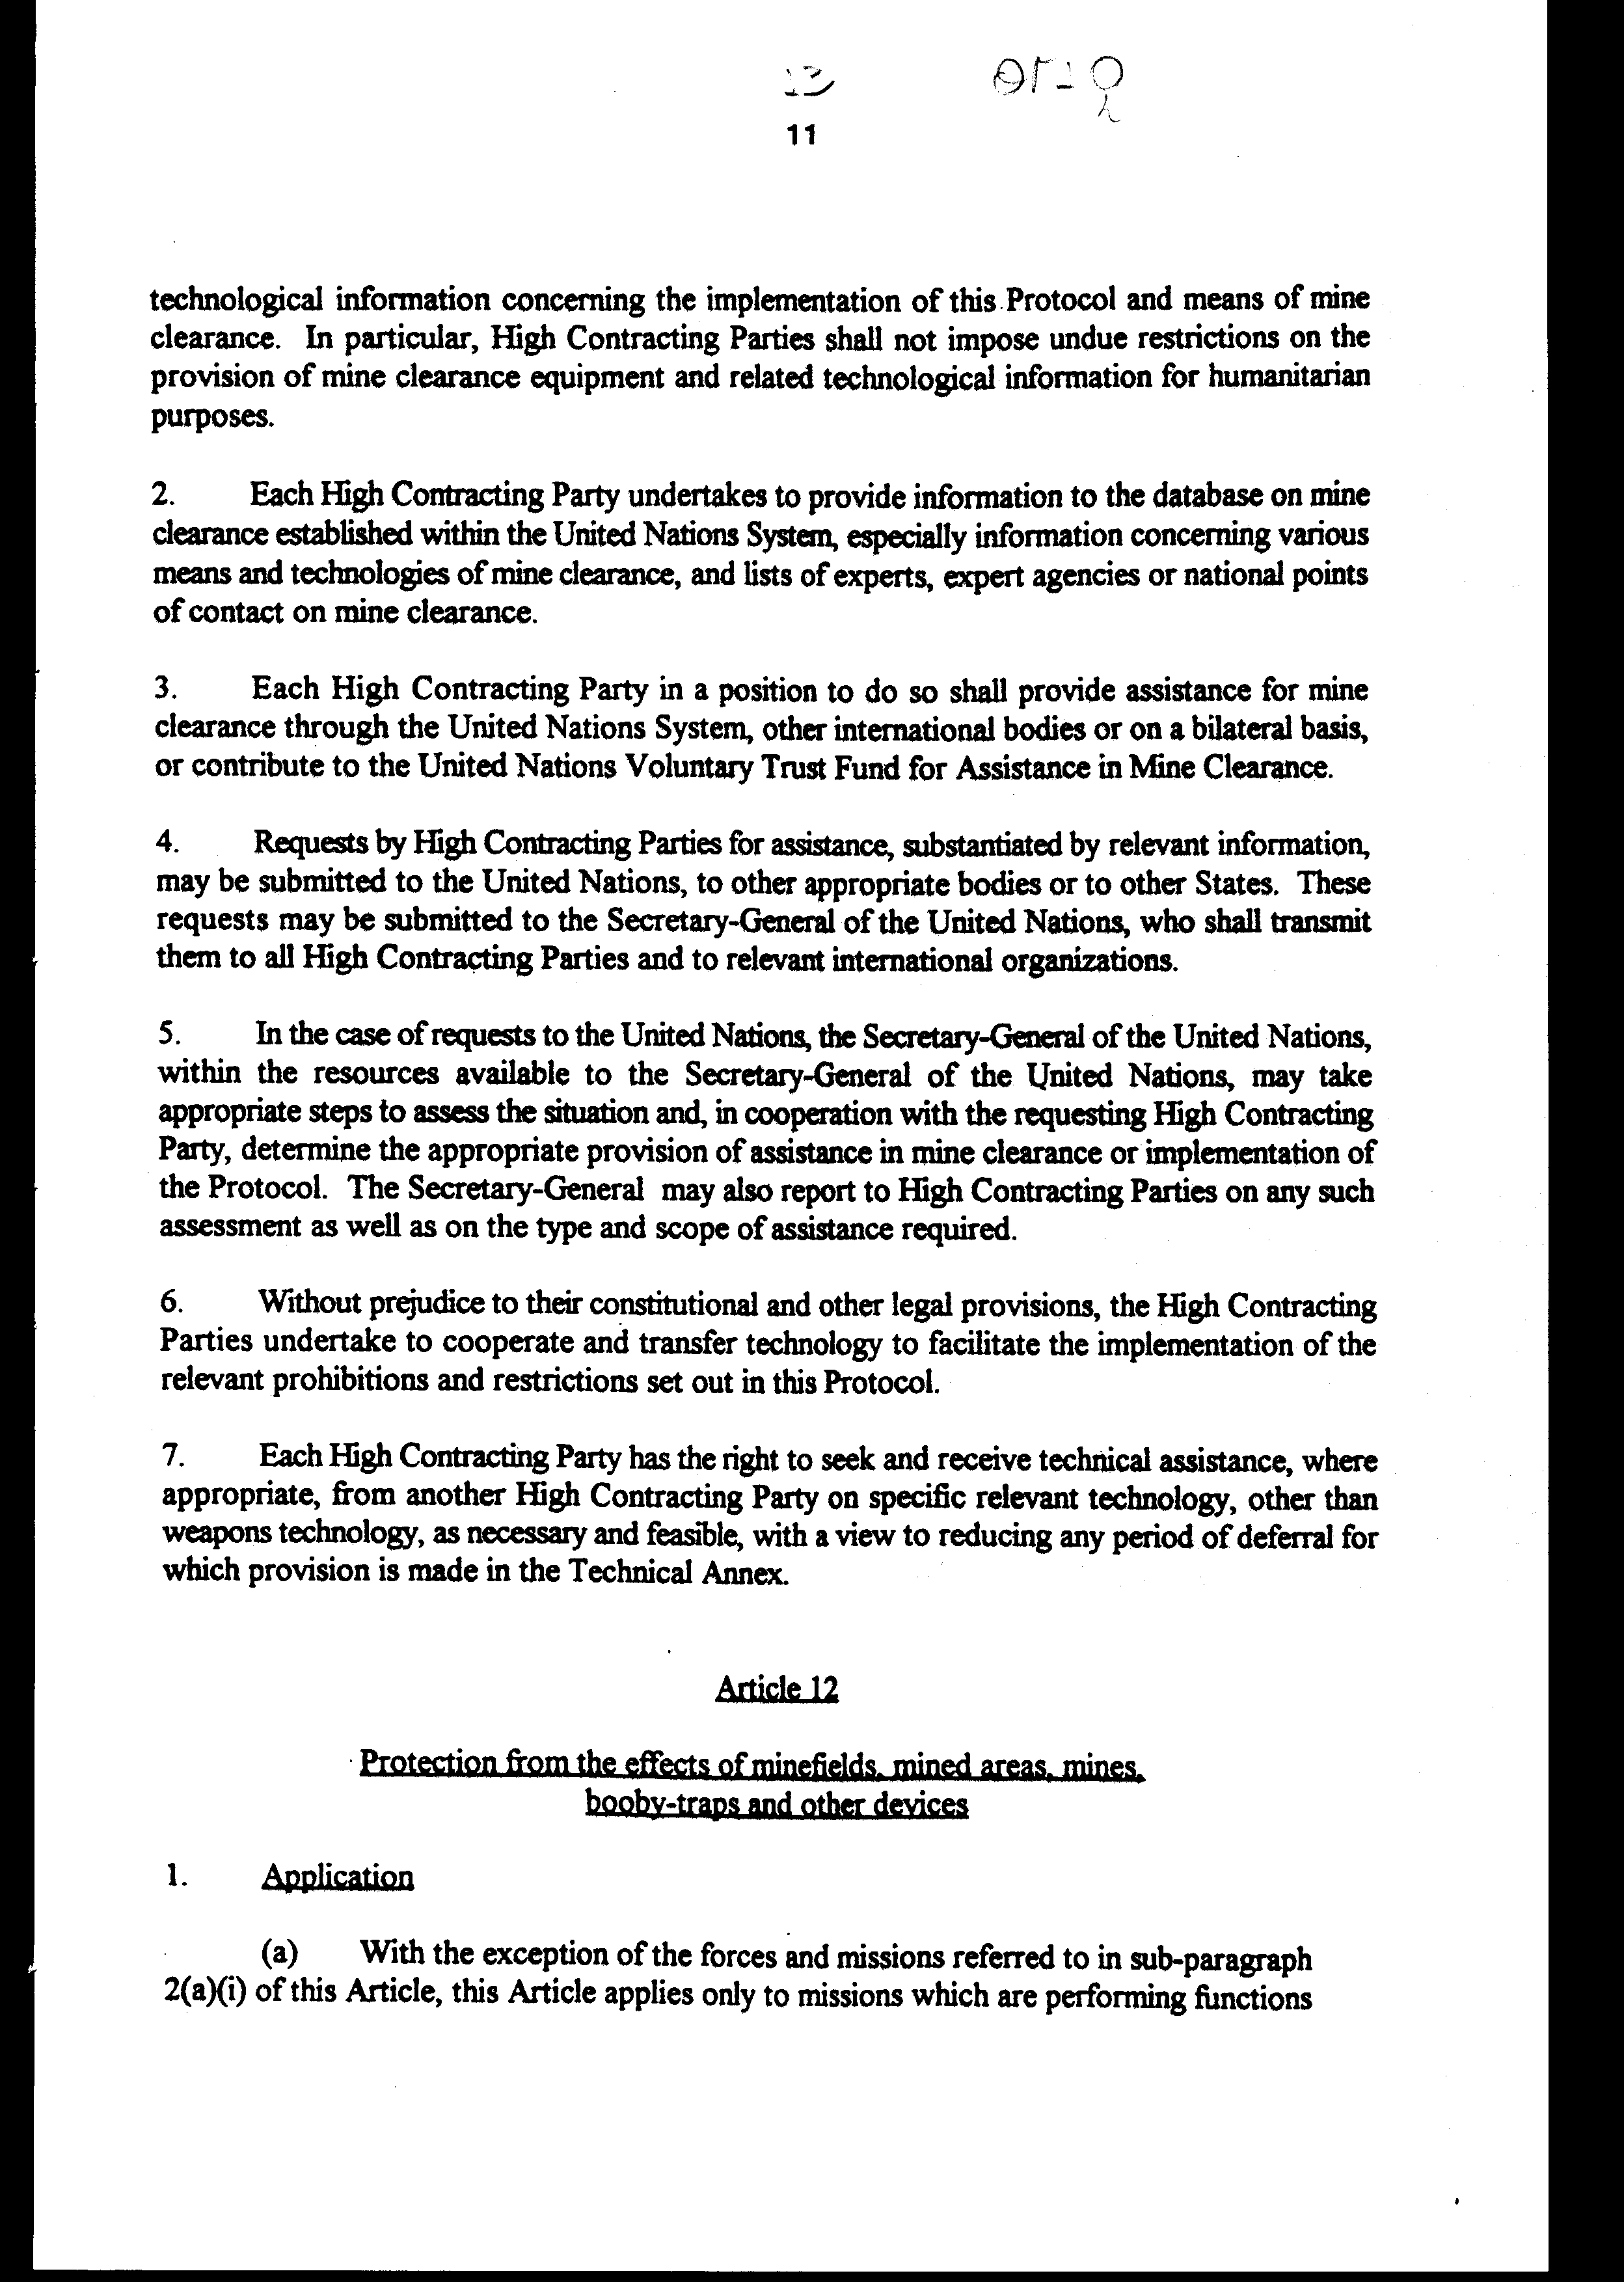 11
technological information concerning the implementation of this Protocol and means of mine
clearance. In particular, High Contracting Parties shall not impose undue restrictions on the
provision of mine clearance equipment and related technological information for humanitarian
purposes.
2. Each High Contracting Party undertakes to provide information to the database on mine
clearance established within the United Nations System, especially information concerning various
means and technologies of mine clearance, and lists of experts, expert agencies or national points
of contact on mine clearance.
3. Each High Contracting Party in a position to do so shall provide assistance for mine
clearance through the United Nations System, other international bodies or on a bilateral basis,
or contribute to the United Nations Voluntary Trust Fund for Assistance in Mine Clearance.
4. Requests by High Contracting Parties for assistance, substantiated by relevant information,
may be submitted to the United Nations, to other appropriate bodies or to other States. These
requests may be submitted to the Secretary-General of the United Nations, who shall transmit
them to all High Contracting Parties and to relevant international organizations.
5. In the case of requests to the United Nations, the Secretary-General of the United Nations,
within the resources available to the Secretary-General of the United Nations, may take
appropriate steps to assess the situation and, in cooperation with the requesting High Contracting
Party, determine the appropriate provision of assistance in mine clearance or implementation of
the Protocol. The Secretary-General may also report to High Contracting Parties on any such
assessment as well as on the type and scope of assistance required.
6. Without prejudice to their constitutional and other legal provisions, the High Contracting
Parties undertake to cooperate and transfer technology to facilitate the implementation of the
relevant prohibitions and restrictions set out in this Protocol.
7. Each High Contracting Party has the right to seek and receive technical assistance, where
appropriate, from another High Contracting Party on specific relevant technology, other than
weapons technology, as necessary and feasible, with a view to reducing any period of deferral for
which provision is made in the Technical Annex.
Article 12
Protection from the effects of minefields, mined areas, mines,
booby-traps and other devices
1. Application
(a) With the exception of the forces and missions referred to in sub-paragraph
2(a)(i) of this Article, this Article applies only to missions which are performing functions